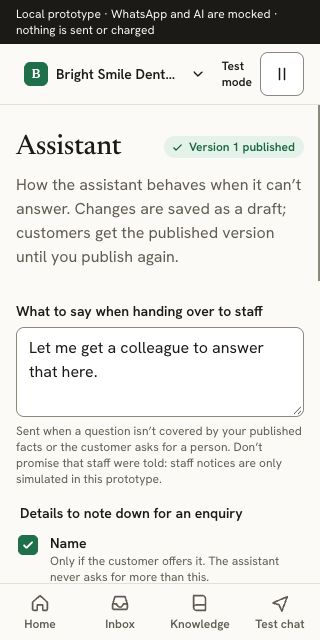 Local prototype · WhatsApp and AI are mocked ·
nothing is sent or charged
B Bright Smile Dent... Test mode
Assistant
Version 1 published
How the assistant behaves when it can’t
answer. Changes are saved as a draft;
customers get the published version
until you publish again.
What to say when handing over to staff
Let me get a colleague to answer
that here.
Sent when a question isn’t covered by your published
facts or the customer asks for a person. Don’t
promise that staff were told: staff notices are only
simulated in this prototype.
Details to note down for an enquiry
Name
Only if the customer offers it. The assistant
never asks for more than this.
Home Inbox Knowledge Test chat